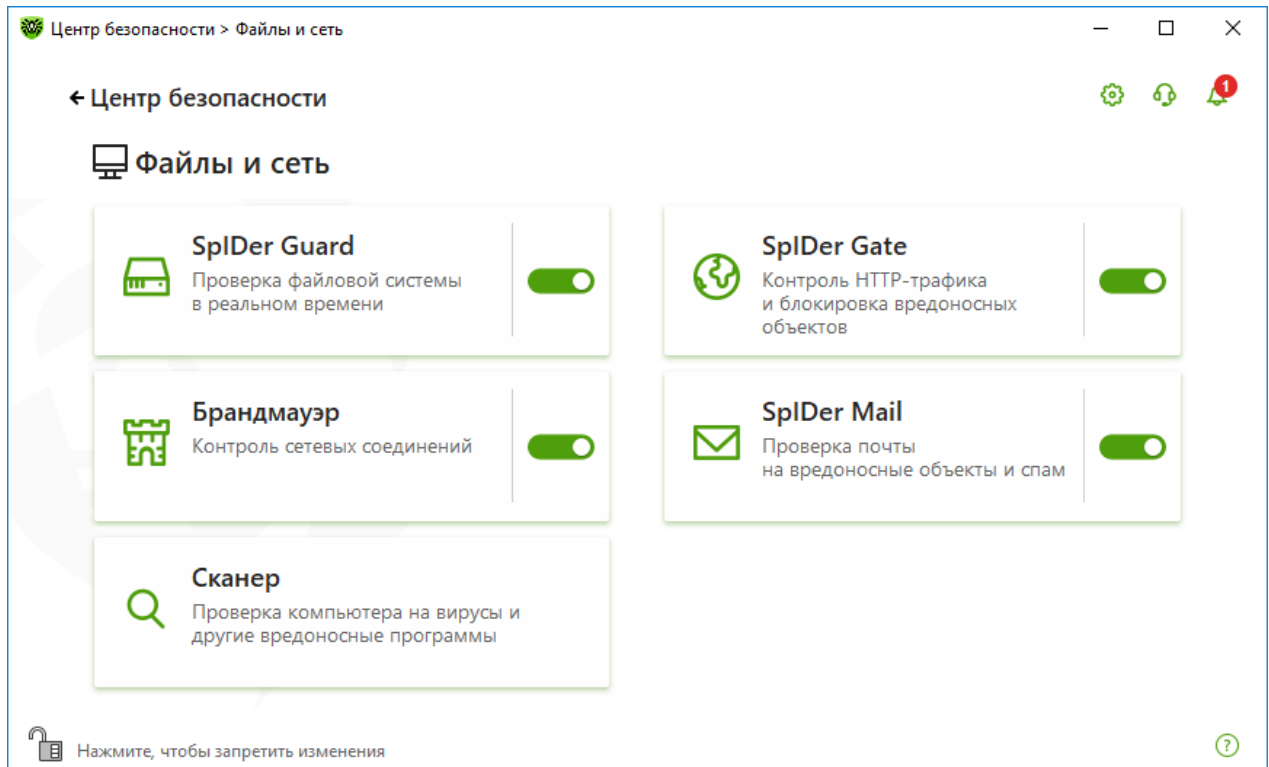 Центр безопасности > Файлы и сеть
Центр безопасности
1
Файлы и сеть
SpIDer Guard
Проверка файловой системы
в реальном времени
SpIDer Gate
Контроль HTTP-трафика
и блокировка вредоносных
объектов
Брандмауэр
Контроль сетевых соединений
SpIDer Mail
Проверка почты
на вредоносные объекты и спам
Сканер
Проверка компьютера на вирусы и
другие вредоносные программы
Нажмите, чтобы запретить изменения
?